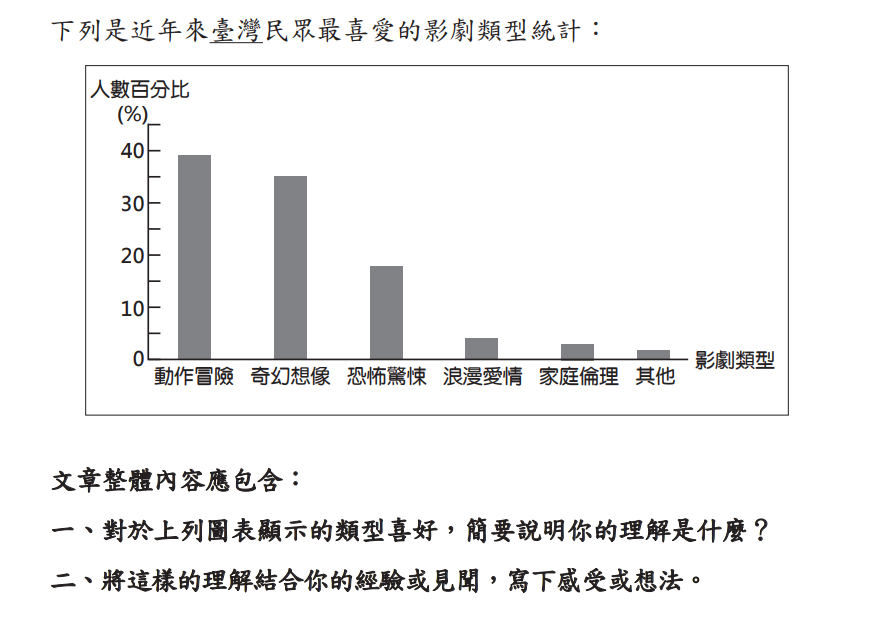 下列是近年來臺灣民眾最喜愛的影劇類型統計：
人數百分比
(%)
40
30
20
10
0
動作冒險 奇幻想像 恐怖驚悚 浪漫愛情 家庭倫理 其他
影劇類型
文章整體內容應包含：
一、對於上列圖表顯示的類型喜好，簡要說明你的理解是什麼？
二、將這樣的理解結合你的經驗或見聞，寫下感受或想法。